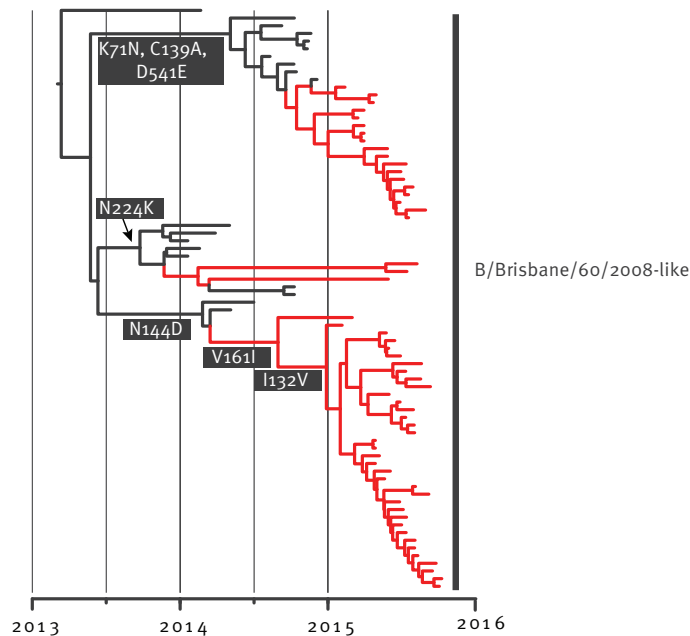 K71N, C139A,
D541E
N224K
B/Brisbane/60/2008-like
N144D
V161I
I132V
2013 2014 2015 2016